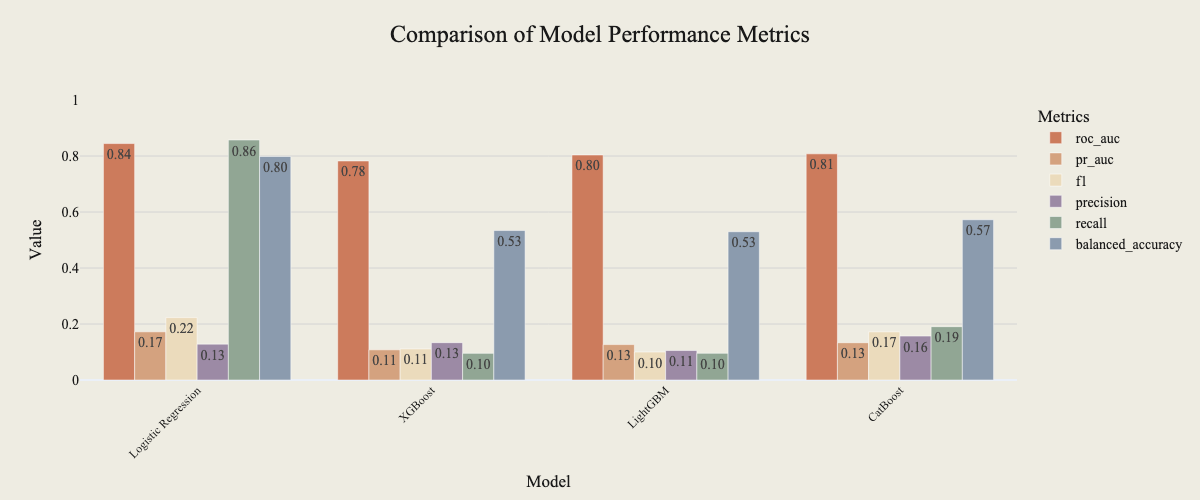 Comparison of Model Performance Metrics
1
0.8
0.6
0.4
0.2
0
Value
0.84
0.17
0.22
0.13
0.86
0.80
0.78
0.11
0.11
0.13
0.10
0.53
0.80
0.13
0.10
0.11
0.10
0.53
0.81
0.13
0.17
0.16
0.19
0.57
Logistic Regression
XGBoost
LightGBM
CatBoost
Model
Metrics
roc_auc
pr_auc
f1
precision
recall
balanced_accuracy